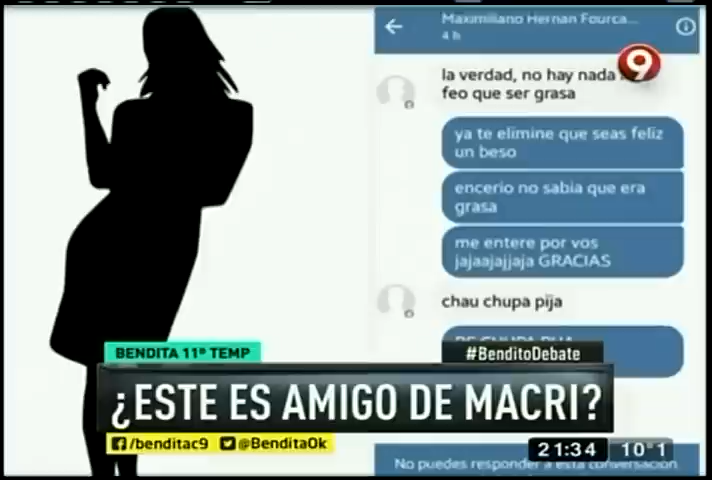 Maximiliano Hernan Fourca...
4 h
9
la verdad, no hay nada
feo que ser grasa
ya te elimine que seas feliz
un beso
encerio no sabia que era
grasa
me entere por vos
jajaajajjaja GRACIAS
chau chupa pija
BENDITA 11º TEMP
#BenditoDebate
¿ESTE ES AMIGO DE MACRI?
/benditac9 @BenditaOk
21:34 10°1
No puedes responder a esta conversación